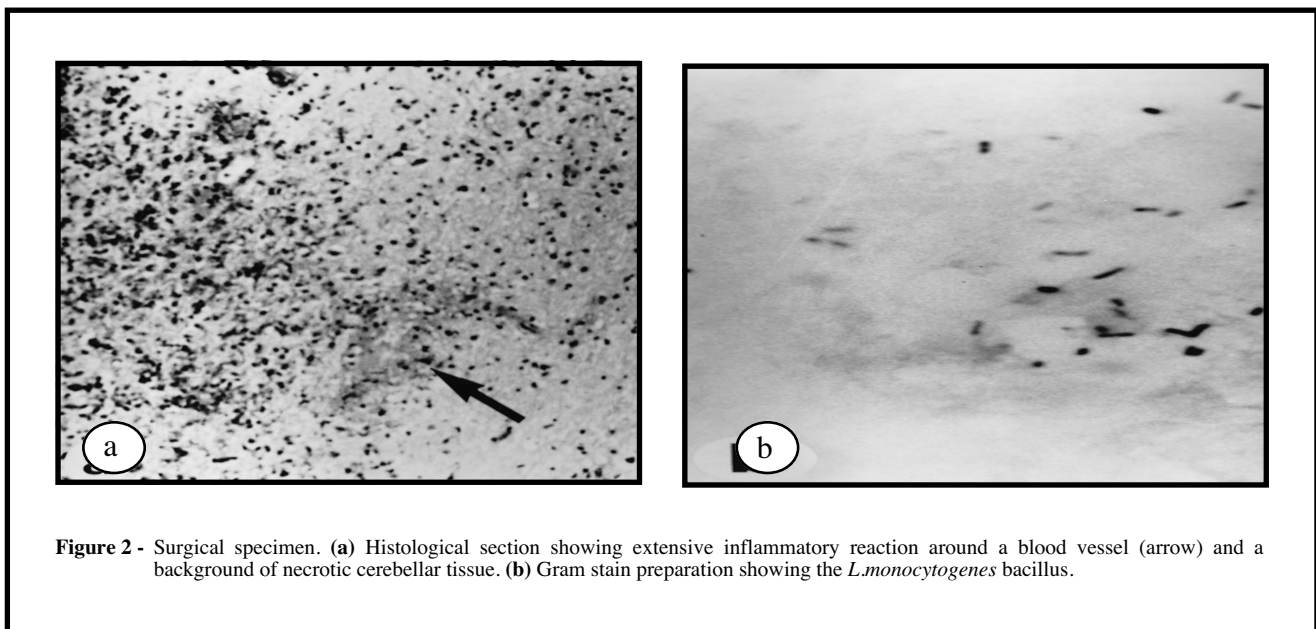 a
b
Figure 2 - Surgical specimen. (a) Histological section showing extensive inflammatory reaction around a blood vessel (arrow) and a
background of necrotic cerebellar tissue. (b) Gram stain preparation showing the L.monocytogenes bacillus.